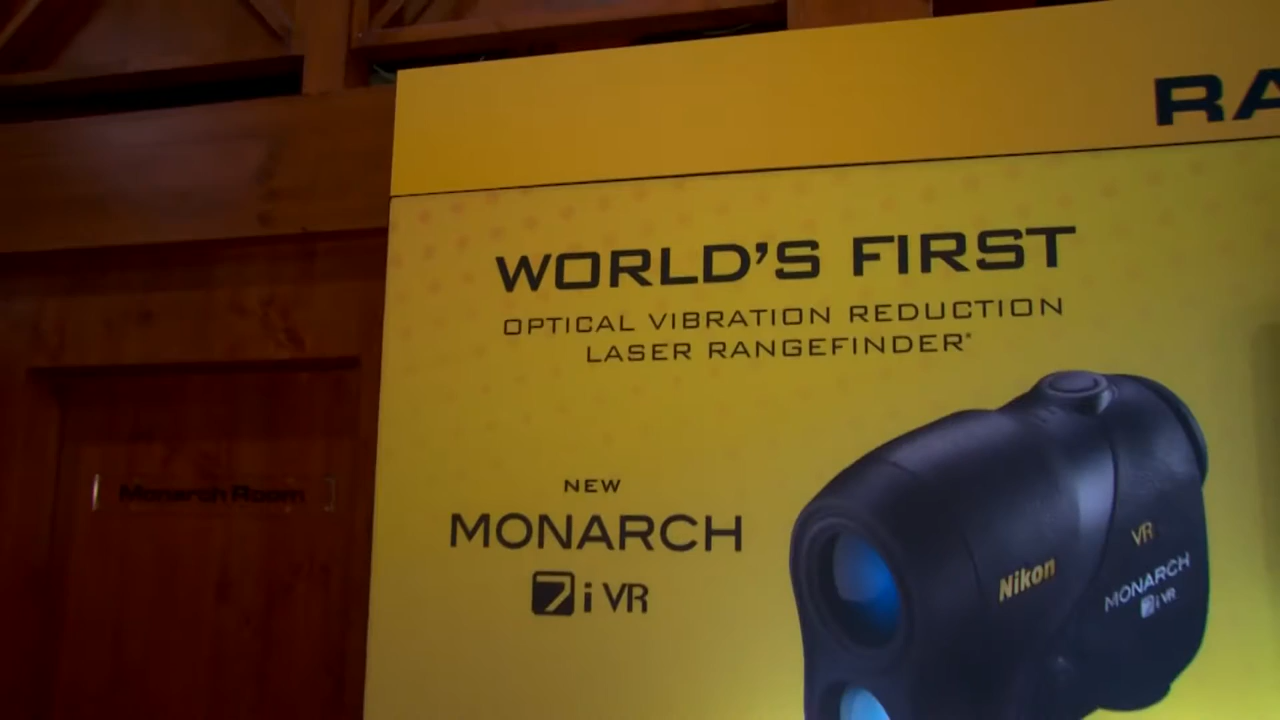 RA
WORLD'S FIRST
OPTICAL VIBRATION REDUCTION
LASER RANGEFINDER*
NEW
MONARCH
7i VR
Nikon
VR
MONARCH
7i VR
Monarch Room